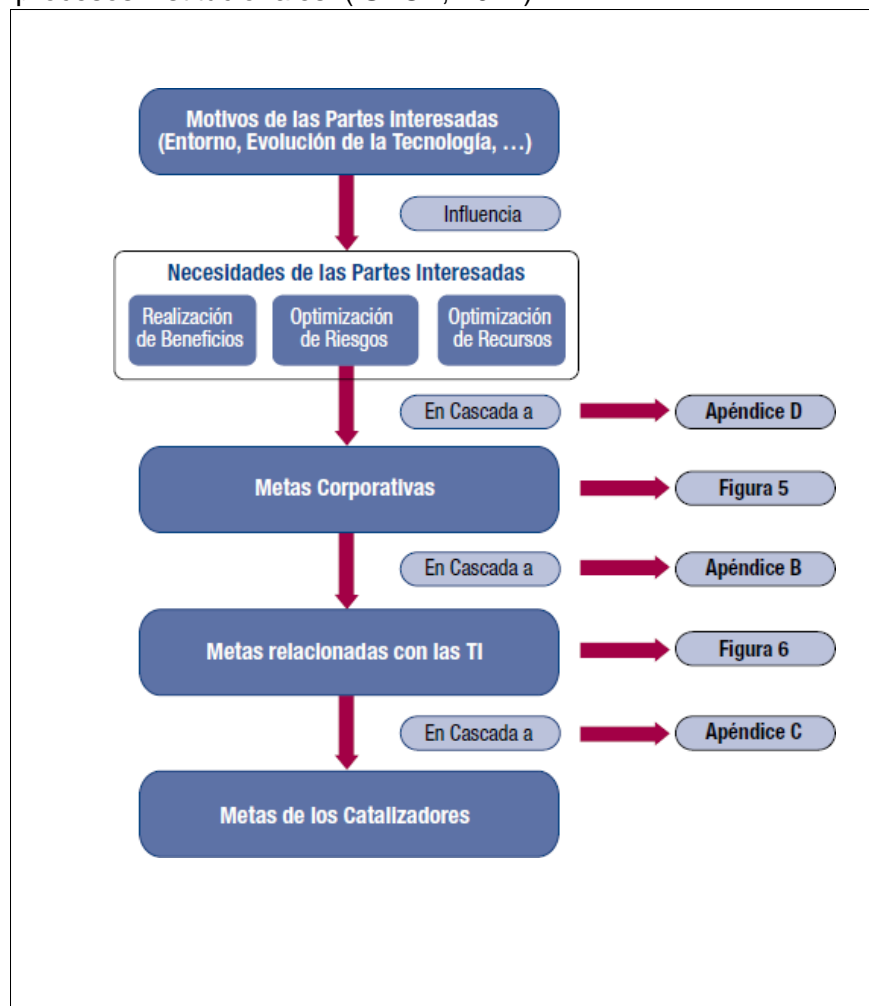 Motivos de las Partes Interesadas
(Entorno, Evolución de la Tecnología, …)
Influencia
Necesidades de las Partes Interesadas
Realización
de Beneficios
Optimización
de Riesgos
Optimización
de Recursos
En Cascada a
Apéndice D
Metas Corporativas
Figura 5
En Cascada a
Apéndice B
Metas relacionadas con las TI
Figura 6
En Cascada a
Apéndice C
Metas de los Catalizadores